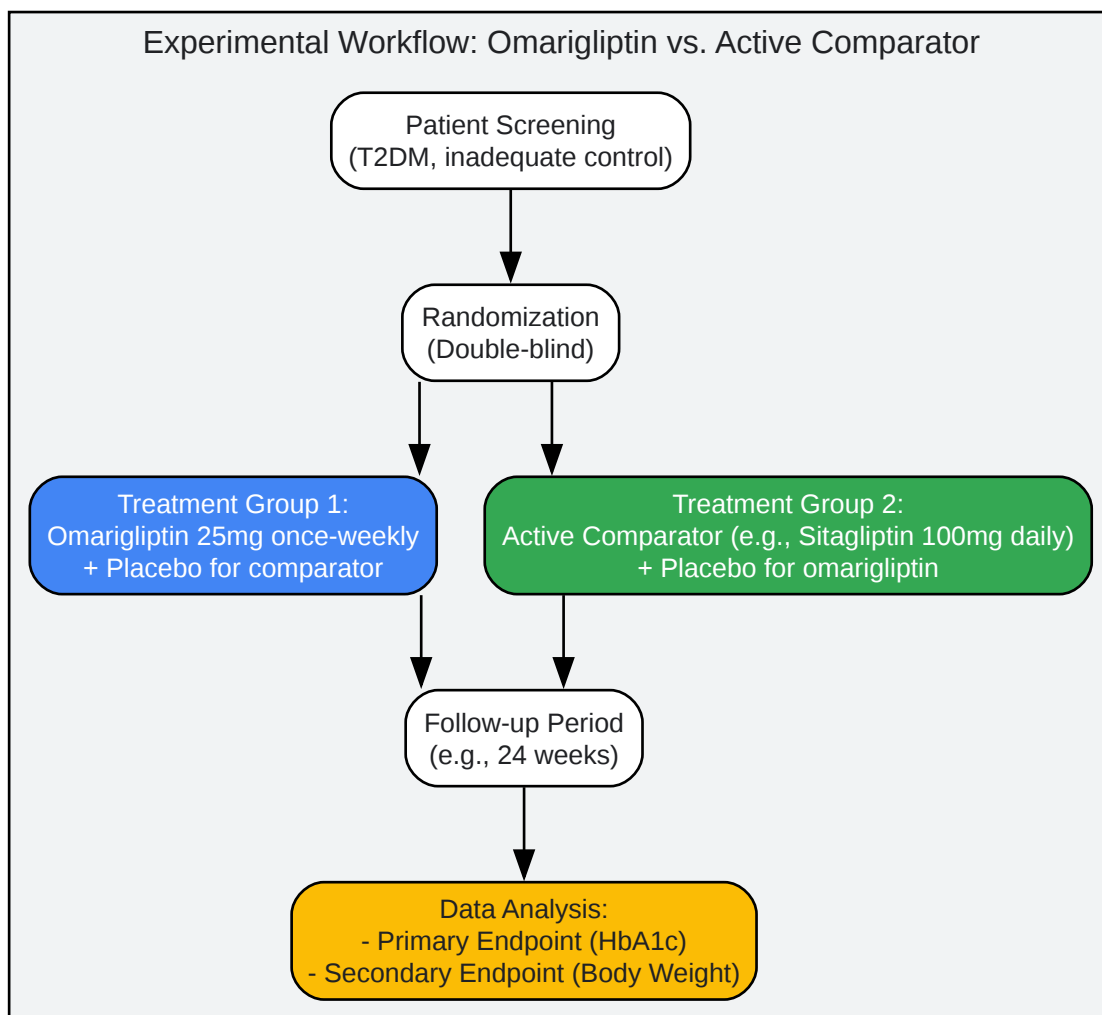 Experimental Workflow: Omarigliptin vs. Active Comparator
Patient Screening
(T2DM, inadequate control)
Randomization
(Double-blind)
Treatment Group 1:
Omarigliptin 25mg once-weekly
+ Placebo for comparator
Treatment Group 2:
Active Comparator (e.g., Sitagliptin 100mg daily)
+ Placebo for omarigliptin
Follow-up Period
(e.g., 24 weeks)
Data Analysis:
- Primary Endpoint (HbA1c)
- Secondary Endpoint (Body Weight)